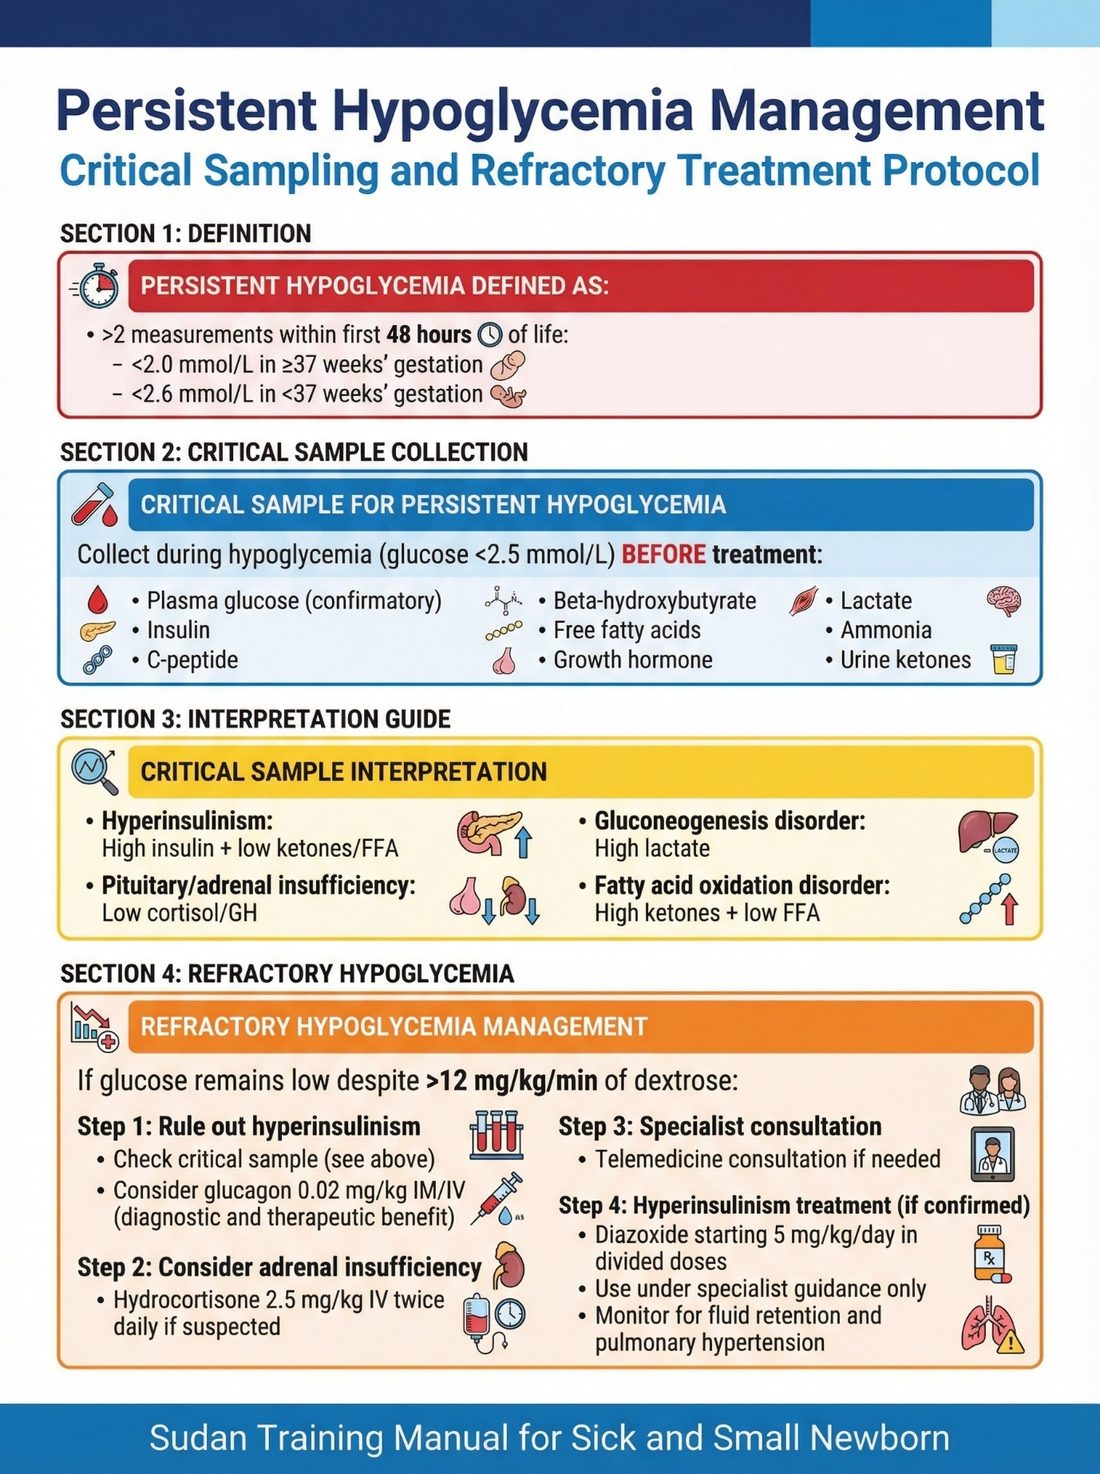 Persistent Hypoglycemia Management
Critical Sampling and Refractory Treatment Protocol
SECTION 1: DEFINITION
PERSISTENT HYPOGLYCEMIA DEFINED AS:
• >2 measurements within first 48 hours of life:
– <2.0 mmol/L in ≥37 weeks’ gestation
– <2.6 mmol/L in <37 weeks’ gestation
SECTION 2: CRITICAL SAMPLE COLLECTION
CRITICAL SAMPLE FOR PERSISTENT HYPOGLYCEMIA
Collect during hypoglycemia (glucose <2.5 mmol/L) BEFORE treatment:
• Plasma glucose (confirmatory)
• Insulin
• C-peptide
• Beta-hydroxybutyrate
• Free fatty acids
• Growth hormone
• Lactate
• Ammonia
• Urine ketones
SECTION 3: INTERPRETATION GUIDE
CRITICAL SAMPLE INTERPRETATION
• Hyperinsulinism:
High insulin + low ketones/FFA
• Pituitary/adrenal insufficiency:
Low cortisol/GH
• Gluconeogenesis disorder:
High lactate
LACTATE
• Fatty acid oxidation disorder:
High ketones + low FFA
SECTION 4: REFRACTORY HYPOGLYCEMIA
REFRACTORY HYPOGLYCEMIA MANAGEMENT
If glucose remains low despite >12 mg/kg/min of dextrose:
Step 1: Rule out hyperinsulinism
• Check critical sample (see above)
• Consider glucagon 0.02 mg/kg IM/IV
(diagnostic and therapeutic benefit)
Step 2: Consider adrenal insufficiency
• Hydrocortisone 2.5 mg/kg IV twice
daily if suspected
Step 3: Specialist consultation
• Telemedicine consultation if needed
Step 4: Hyperinsulinism treatment (if confirmed)
• Diazoxide starting 5 mg/kg/day in
divided doses
Rx
• Use under specialist guidance only
• Monitor for fluid retention and
pulmonary hypertension
Sudan Training Manual for Sick and Small Newborn